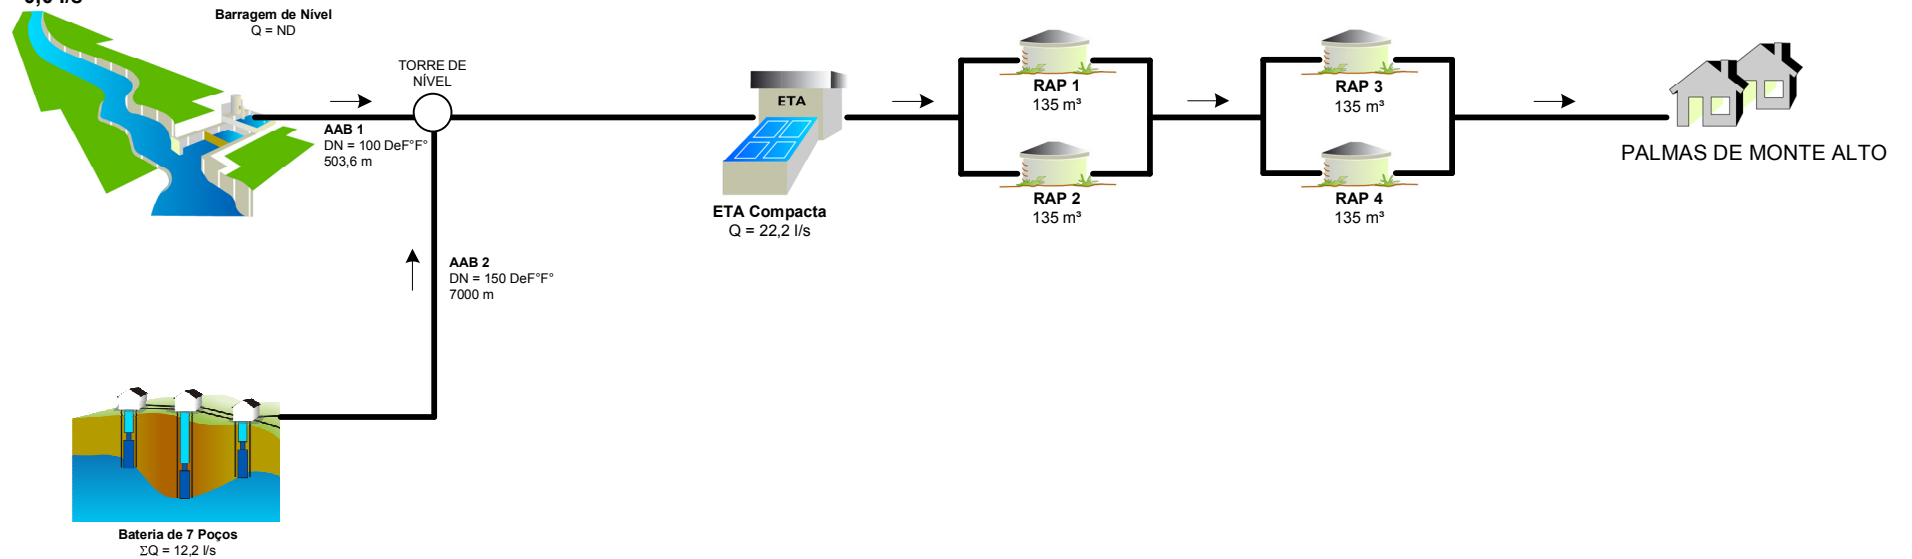 Barragem de Nível
Q = ND
TORRE DE
NÍVEL
AAB 1
DN = 100 DeF°F°
503,6 m
ETA
ETA Compacta
Q = 22,2 l/s
RAP 1
135 m³
RAP 2
135 m³
RAP 3
135 m³
RAP 4
135 m³
PALMAS DE MONTE ALTO
AAB 2
DN = 150 DeF°F°
7000 m
Bateria de 7 Poços
ΣQ = 12,2 l/s